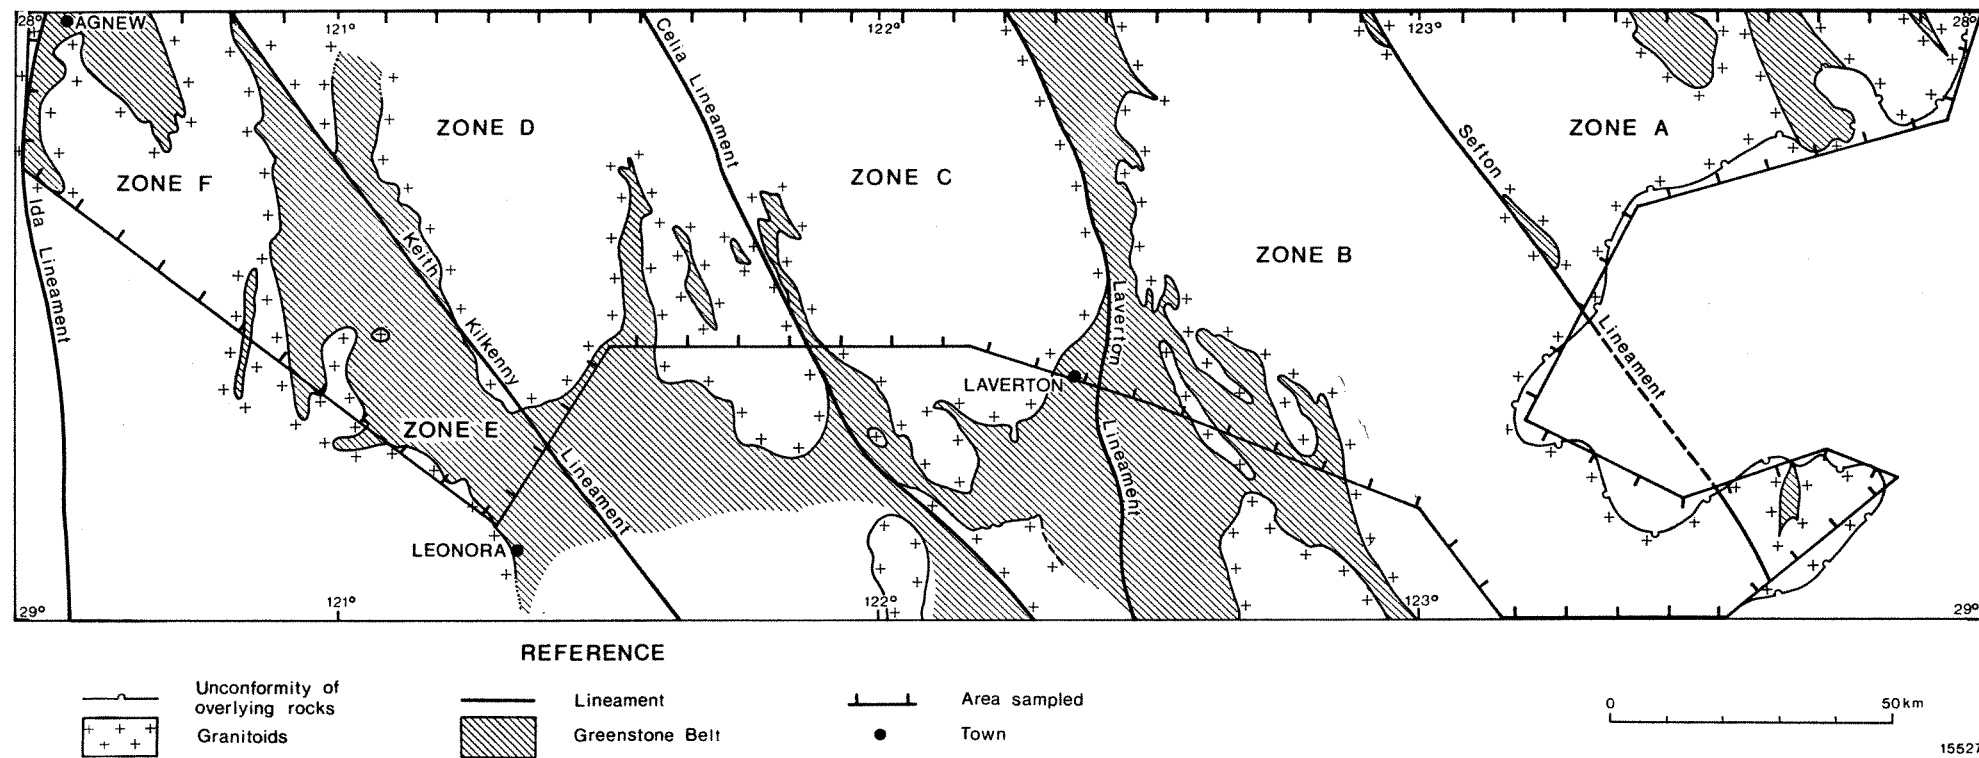 28°
AGNEW
121°
122°
123°
28°
Celia Lineament
ZONE D
ZONE A
Sefton
ZONE F
ZONE C
Ida Lineament
Keith
ZONE B
Kilkenny
Laverton
Lineament
LAVERTON
ZONE E
Lineament
Lineament
LEONORA
29°
121°
122°
123°
29°
REFERENCE
Unconformity of
overlying rocks
Lineament
Area sampled
0
50 km
Granitoids
Greenstone Belt
Town
15527